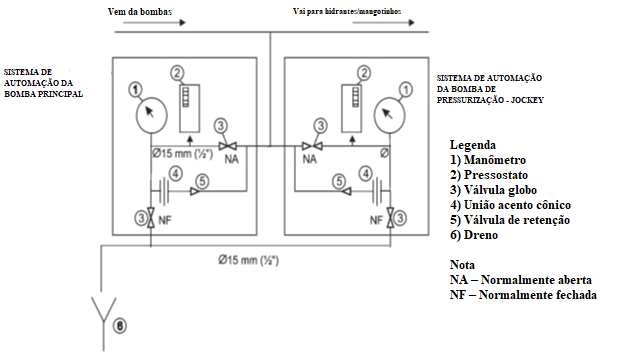 Vem da bombas
Vai para hidrantes/mangotinhos
SISTEMA DE
AUTOMAÇÃO DA
BOMBA PRINCIPAL
1
2
3
Ø15 mm (½")
NA
4
5
3
NF
2
1
3
NA
Ø
4
5
NF
3
SISTEMA DE AUTOMAÇÃO
DA BOMBA DE
PRESSURIZAÇÃO - JOCKEY
Ø15 mm (½")
6
Legenda
1) Manômetro
2) Pressostato
3) Válvula globo
4) União acento cônico
5) Válvula de retenção
6) Dreno
Nota
NA – Normalmente aberta
NF – Normalmente fechada